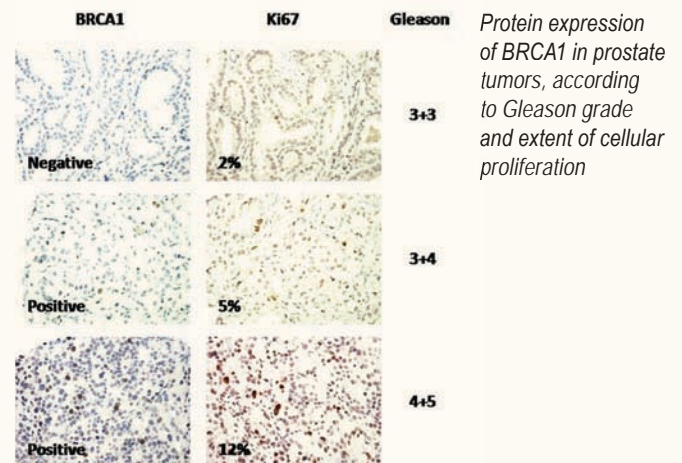 BRCA1 Ki67 Gleason
Protein expression
of BRCA1 in prostate
tumors, according
to Gleason grade
and extent of cellular
proliferation
Negative 2% 3+3
Positive 5% 3+4
Positive 12% 4+5